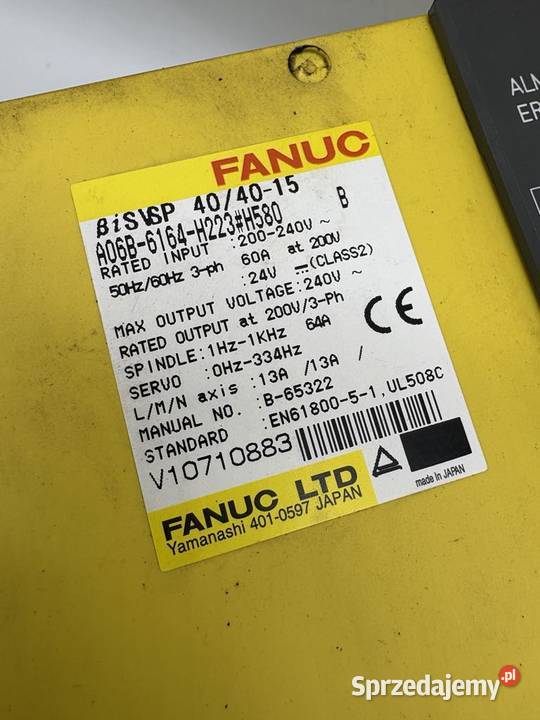 ALM
ER
FANUC
βiSVSP 40/40-15
A06B-6164-H223#H580 B
RATED INPUT :200-240V~
50Hz/60Hz 3-ph 60A at 200V
:24V ⎓(CLASS2)
MAX OUTPUT VOLTAGE:240V~
RATED OUTPUT at 200V/3-Ph
SPINDLE:1Hz-1KHz 64A
SERVO :0Hz-334Hz
L/M/N axis :13A /13A /
MANUAL NO. :B-65322
STANDARD :EN61800-5-1,UL508C
V10710883
CE
FANUC LTD
Yamanashi 401-0597 JAPAN
made in JAPAN
Sprzedajemy.pl